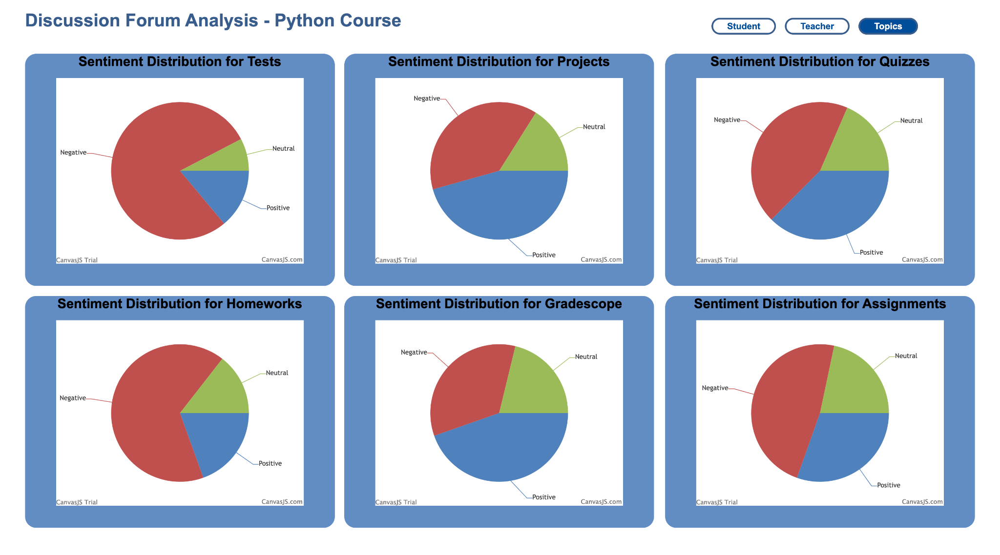 Discussion Forum Analysis - Python Course
Student
Teacher
Topics
Sentiment Distribution for Tests
Negative
Neutral
Positive
CanvasJS Trial
CanvasJS.com
Sentiment Distribution for Projects
Negative
Neutral
Positive
CanvasJS Trial
CanvasJS.com
Sentiment Distribution for Quizzes
Negative
Neutral
Positive
CanvasJS Trial
CanvasJS.com
Sentiment Distribution for Homeworks
Neutral
Negative
Positive
CanvasJS Trial
CanvasJS.com
Sentiment Distribution for Gradescope
Negative
Neutral
Positive
CanvasJS Trial
CanvasJS.com
Sentiment Distribution for Assignments
Neutral
Negative
Positive
CanvasJS Trial
CanvasJS.com